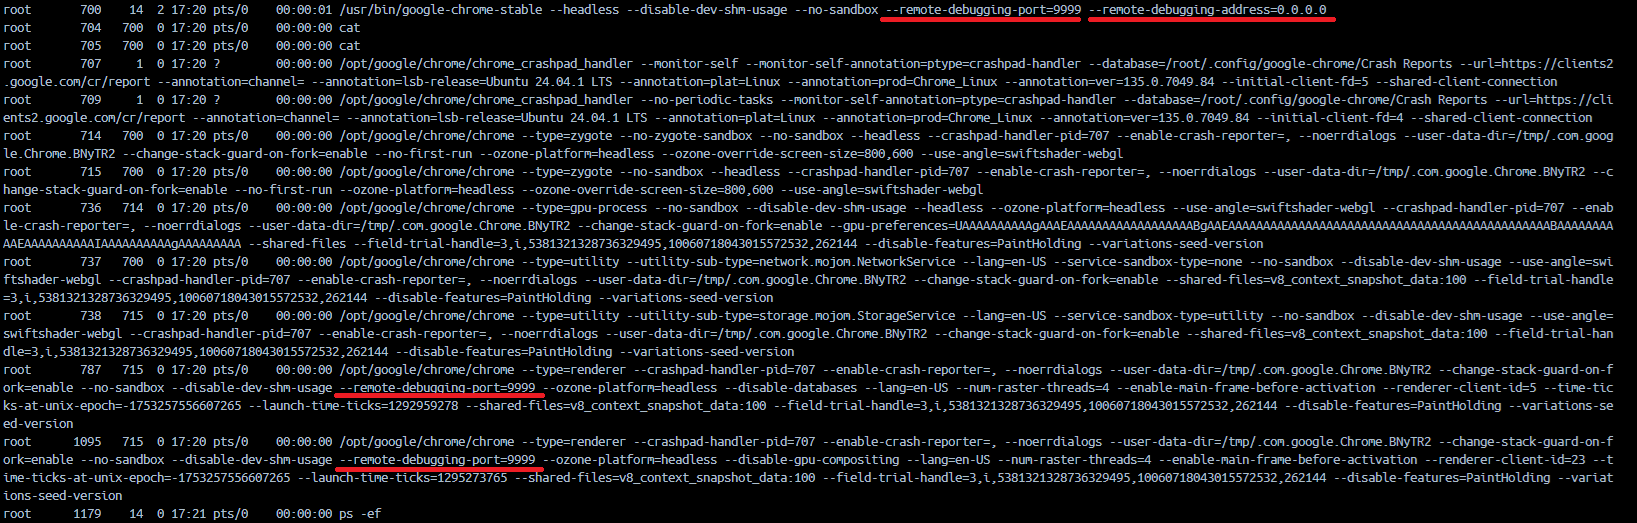 root       700    14  2 17:20 pts/0    00:00:01 /usr/bin/google-chrome-stable --headless --disable-dev-shm-usage --no-sandbox --remote-debugging-port=9999 --remote-debugging-address=0.0.0.0
root       704   700  0 17:20 pts/0    00:00:00 cat
root       705   700  0 17:20 pts/0    00:00:00 cat
root       707     1  0 17:20 ?        00:00:00 /opt/google/chrome/chrome_crashpad_handler --monitor-self --monitor-self-annotation=ptype=crashpad-handler --database=/root/.config/google-chrome/Crash Reports --url=https://clients2
.google.com/cr/report --annotation=channel= --annotation=lsb-release=Ubuntu 24.04.1 LTS --annotation=plat=Linux --annotation=prod=Chrome_Linux --annotation=ver=135.0.7049.84 --initial-client-fd=5 --shared-client-connection
root       709     1  0 17:20 ?        00:00:00 /opt/google/chrome/chrome_crashpad_handler --no-periodic-tasks --monitor-self-annotation=ptype=crashpad-handler --database=/root/.config/google-chrome/Crash Reports --url=https://cli
ents2.google.com/cr/report --annotation=channel= --annotation=lsb-release=Ubuntu 24.04.1 LTS --annotation=plat=Linux --annotation=prod=Chrome_Linux --annotation=ver=135.0.7049.84 --initial-client-fd=4 --shared-client-connection
root       714   700  0 17:20 pts/0    00:00:00 /opt/google/chrome/chrome --type=zygote --no-zygote-sandbox --no-sandbox --headless --crashpad-handler-pid=707 --enable-crash-reporter=, --noerrdialogs --user-data-dir=/tmp/.com.goog
le.Chrome.BNyTR2 --change-stack-guard-on-fork=enable --no-first-run --ozone-platform=headless --ozone-override-screen-size=800,600 --use-angle=swiftshader-webgl
root       715   700  0 17:20 pts/0    00:00:00 /opt/google/chrome/chrome --type=zygote --no-sandbox --headless --crashpad-handler-pid=707 --enable-crash-reporter=, --noerrdialogs --user-data-dir=/tmp/.com.google.Chrome.BNyTR2 --c
hange-stack-guard-on-fork=enable --no-first-run --ozone-platform=headless --ozone-override-screen-size=800,600 --use-angle=swiftshader-webgl
root       736   714  0 17:20 pts/0    00:00:00 /opt/google/chrome/chrome --type=gpu-process --no-sandbox --disable-dev-shm-usage --headless --ozone-platform=headless --use-angle=swiftshader-webgl --crashpad-handler-pid=707 --enab
le-crash-reporter=, --noerrdialogs --user-data-dir=/tmp/.com.google.Chrome.BNyTR2 --change-stack-guard-on-fork=enable
--shared-files --field-trial-handle=3,i,5381321328736329495,10060718043015572532,262144 --disable-features=PaintHolding --variations-seed-version
root       737   700  0 17:20 pts/0    00:00:00 /opt/google/chrome/chrome --type=utility --utility-sub-type=network.mojom.NetworkService --lang=en-US --service-sandbox-type=none --no-sandbox --disable-dev-shm-usage --use-angle=swi
ftshader-webgl --crashpad-handler-pid=707 --enable-crash-reporter=, --noerrdialogs --user-data-dir=/tmp/.com.google.Chrome.BNyTR2 --change-stack-guard-on-fork=enable --shared-files=v8_context_snapshot_data:100 --field-trial-handle
=3,i,5381321328736329495,10060718043015572532,262144 --disable-features=PaintHolding --variations-seed-version
root       738   715  0 17:20 pts/0    00:00:00 /opt/google/chrome/chrome --type=utility --utility-sub-type=storage.mojom.StorageService --lang=en-US --service-sandbox-type=utility --no-sandbox --disable-dev-shm-usage --use-angle=
swiftshader-webgl --crashpad-handler-pid=707 --enable-crash-reporter=, --noerrdialogs --user-data-dir=/tmp/.com.google.Chrome.BNyTR2 --change-stack-guard-on-fork=enable --shared-files=v8_context_snapshot_data:100 --field-trial-han
dle=3,i,5381321328736329495,10060718043015572532,262144 --disable-features=PaintHolding --variations-seed-version
root       787   715  0 17:20 pts/0    00:00:00 /opt/google/chrome/chrome --type=renderer --crashpad-handler-pid=707 --enable-crash-reporter=, --noerrdialogs --user-data-dir=/tmp/.com.google.Chrome.BNyTR2 --change-stack-guard-on-f
ork=enable --no-sandbox --disable-dev-shm-usage --remote-debugging-port=9999 --ozone-platform=headless --disable-databases --lang=en-US --num-raster-threads=4 --enable-main-frame-before-activation --renderer-client-id=5 --time-tic
ks-at-unix-epoch=-1753257556607265 --launch-time-ticks=1292959278 --shared-files=v8_context_snapshot_data:100 --field-trial-handle=3,i,5381321328736329495,10060718043015572532,262144 --disable-features=PaintHolding --variations-se
ed-version
root      1095   715  0 17:20 pts/0    00:00:00 /opt/google/chrome/chrome --type=renderer --crashpad-handler-pid=707 --enable-crash-reporter=, --noerrdialogs --user-data-dir=/tmp/.com.google.Chrome.BNyTR2 --change-stack-guard-on-f
ork=enable --no-sandbox --disable-dev-shm-usage --remote-debugging-port=9999 --ozone-platform=headless --disable-gpu-compositing --lang=en-US --num-raster-threads=4 --enable-main-frame-before-activation --renderer-client-id=23 --ti
me-ticks-at-unix-epoch=-1753257556607265 --launch-time-ticks=1295273765 --shared-files=v8_context_snapshot_data:100 --field-trial-handle=3,i,5381321328736329495,10060718043015572532,262144 --disable-features=PaintHolding --variat
ions-seed-version
root      1179    14  0 17:21 pts/0    00:00:00 ps -ef